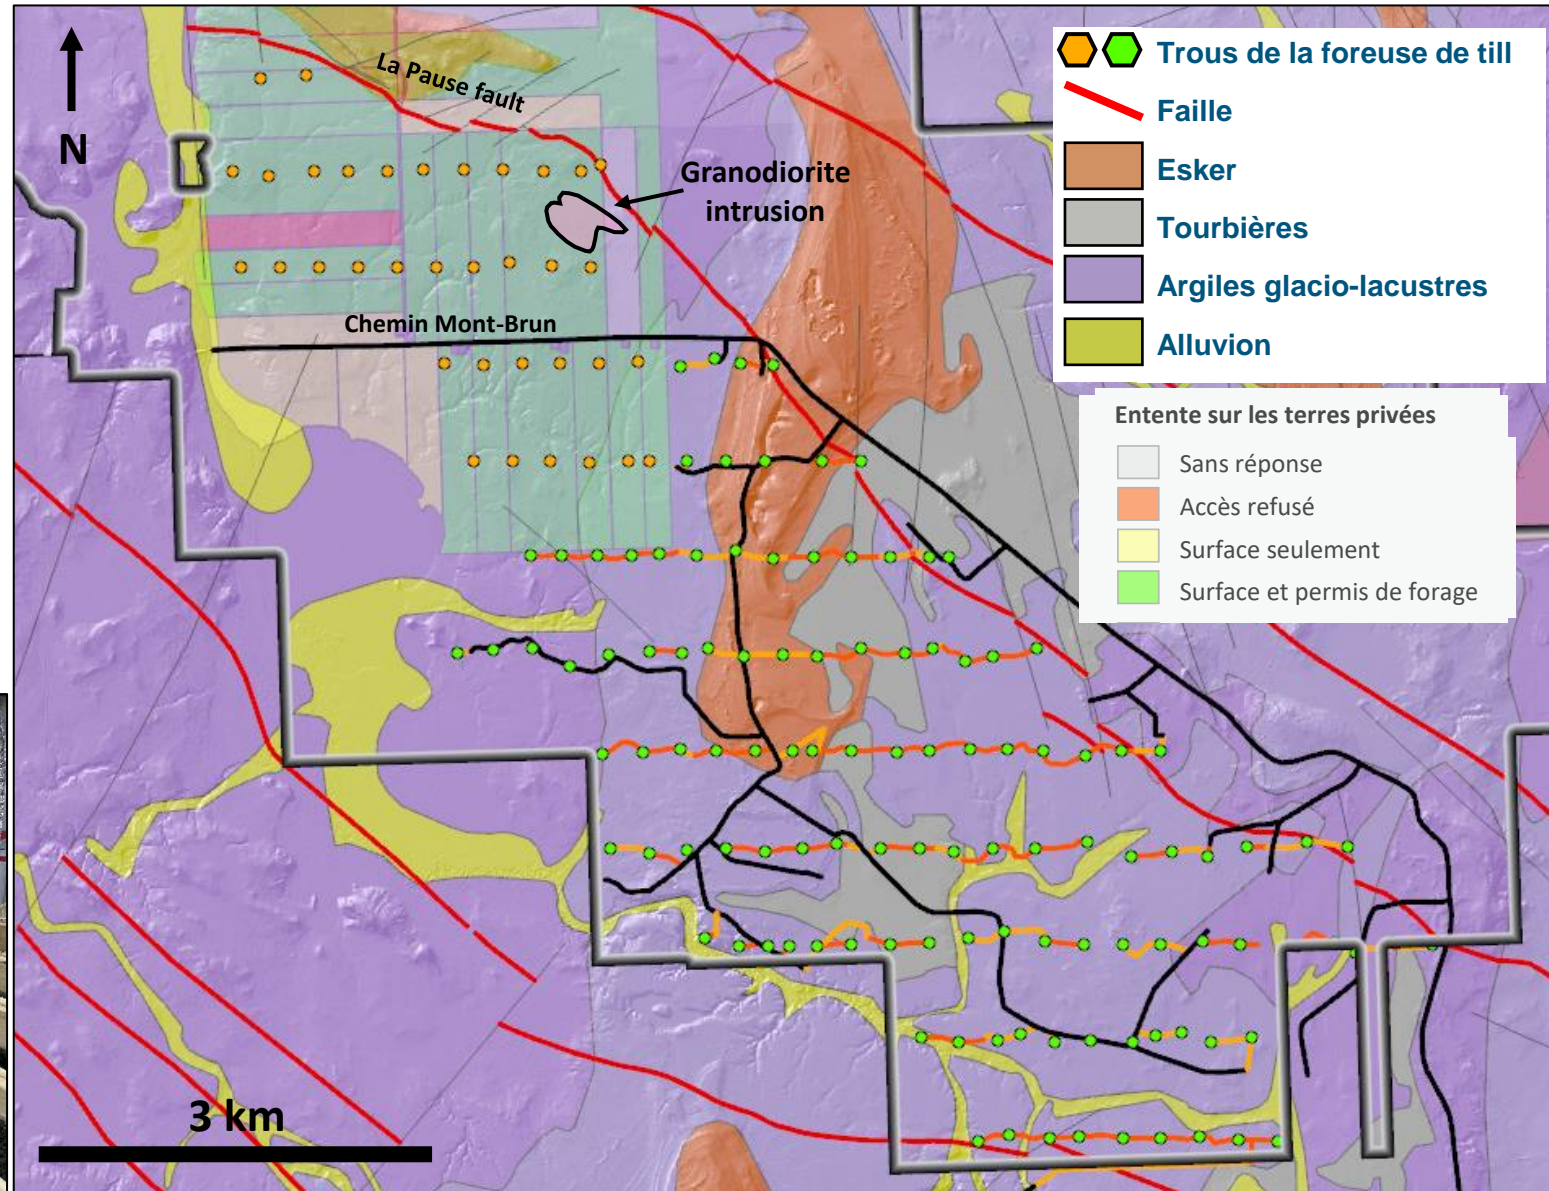 N
La Pause fault
Granodiorite
intrusion
Chemin Mont-Brun
3 km
Trous de la foreuse de till
Faille
Esker
Tourbières
Argiles glacio-lacustres
Alluvion
Entente sur les terres privées
Sans réponse
Accès refusé
Surface seulement
Surface et permis de forage